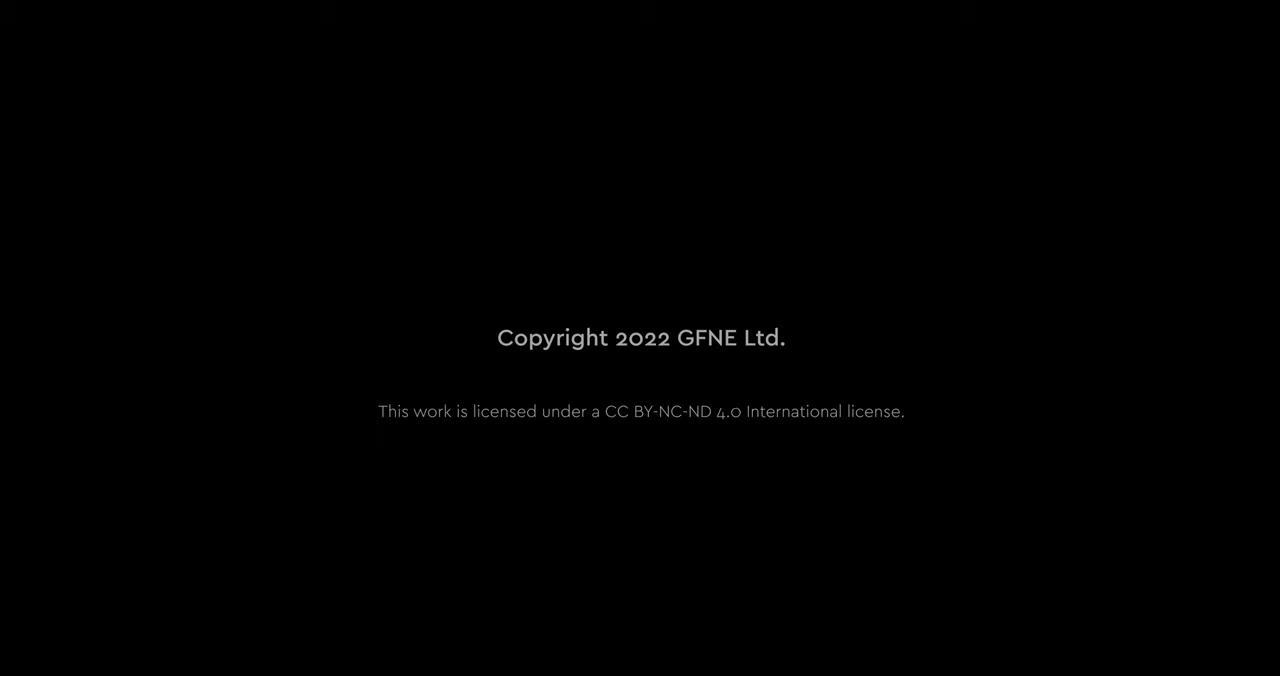 Copyright 2022 GFNE Ltd.
This work is licensed under a CC BY-NC-ND 4.0 International license.